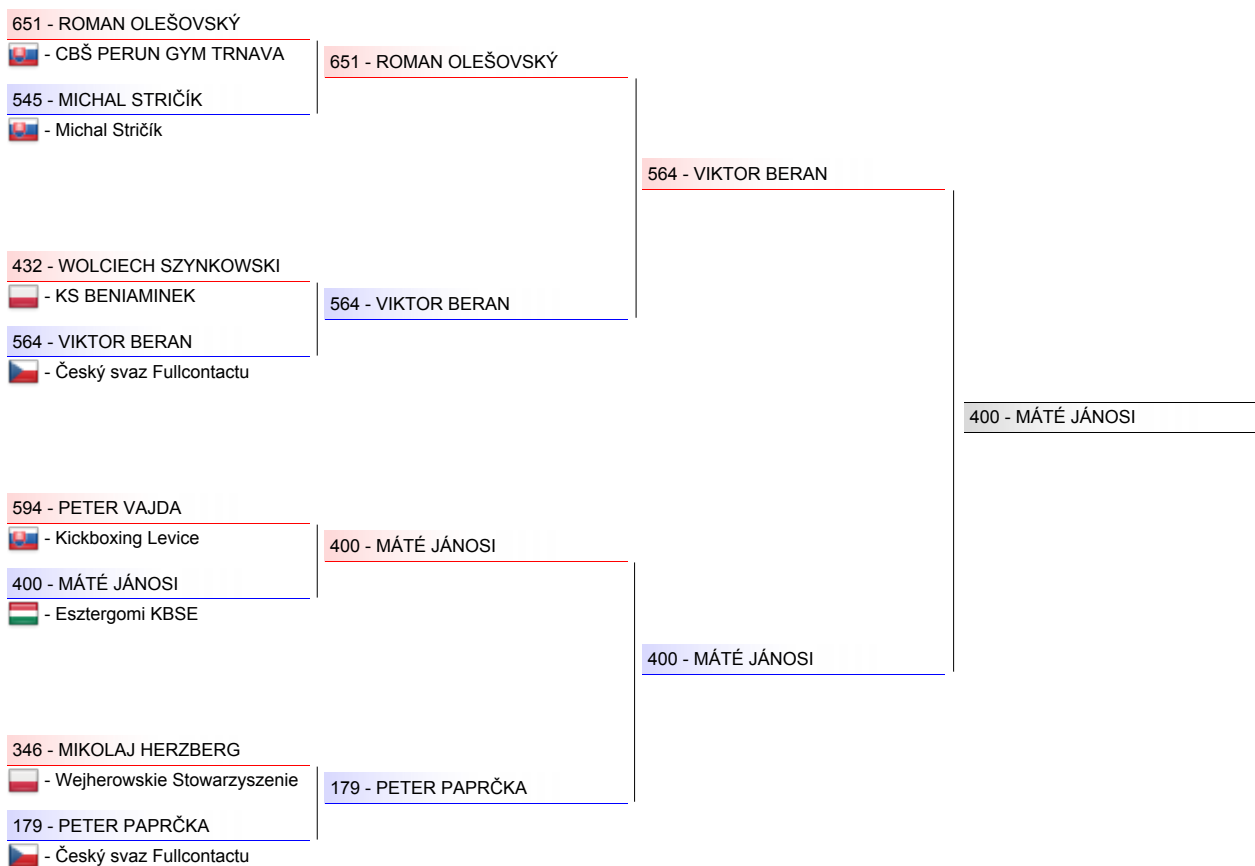 651 - ROMAN OLEŠOVSKÝ
- CBŠ PERUN GYM TRNAVA
651 - ROMAN OLEŠOVSKÝ
545 - MICHAL STRIČÍK
- Michal Stričík
564 - VIKTOR BERAN
432 - WOLCIECH SZYNKOWSKI
- KS BENIAMINEK
564 - VIKTOR BERAN
564 - VIKTOR BERAN
- Český svaz Fullcontactu
400 - MÁTÉ JÁNOSI
594 - PETER VAJDA
- Kickboxing Levice
400 - MÁTÉ JÁNOSI
400 - MÁTÉ JÁNOSI
- Esztergomi KBSE
400 - MÁTÉ JÁNOSI
346 - MIKOLAJ HERZBERG
- Wejherowskie Stowarzyszenie
179 - PETER PAPRČKA
179 - PETER PAPRČKA
- Český svaz Fullcontactu